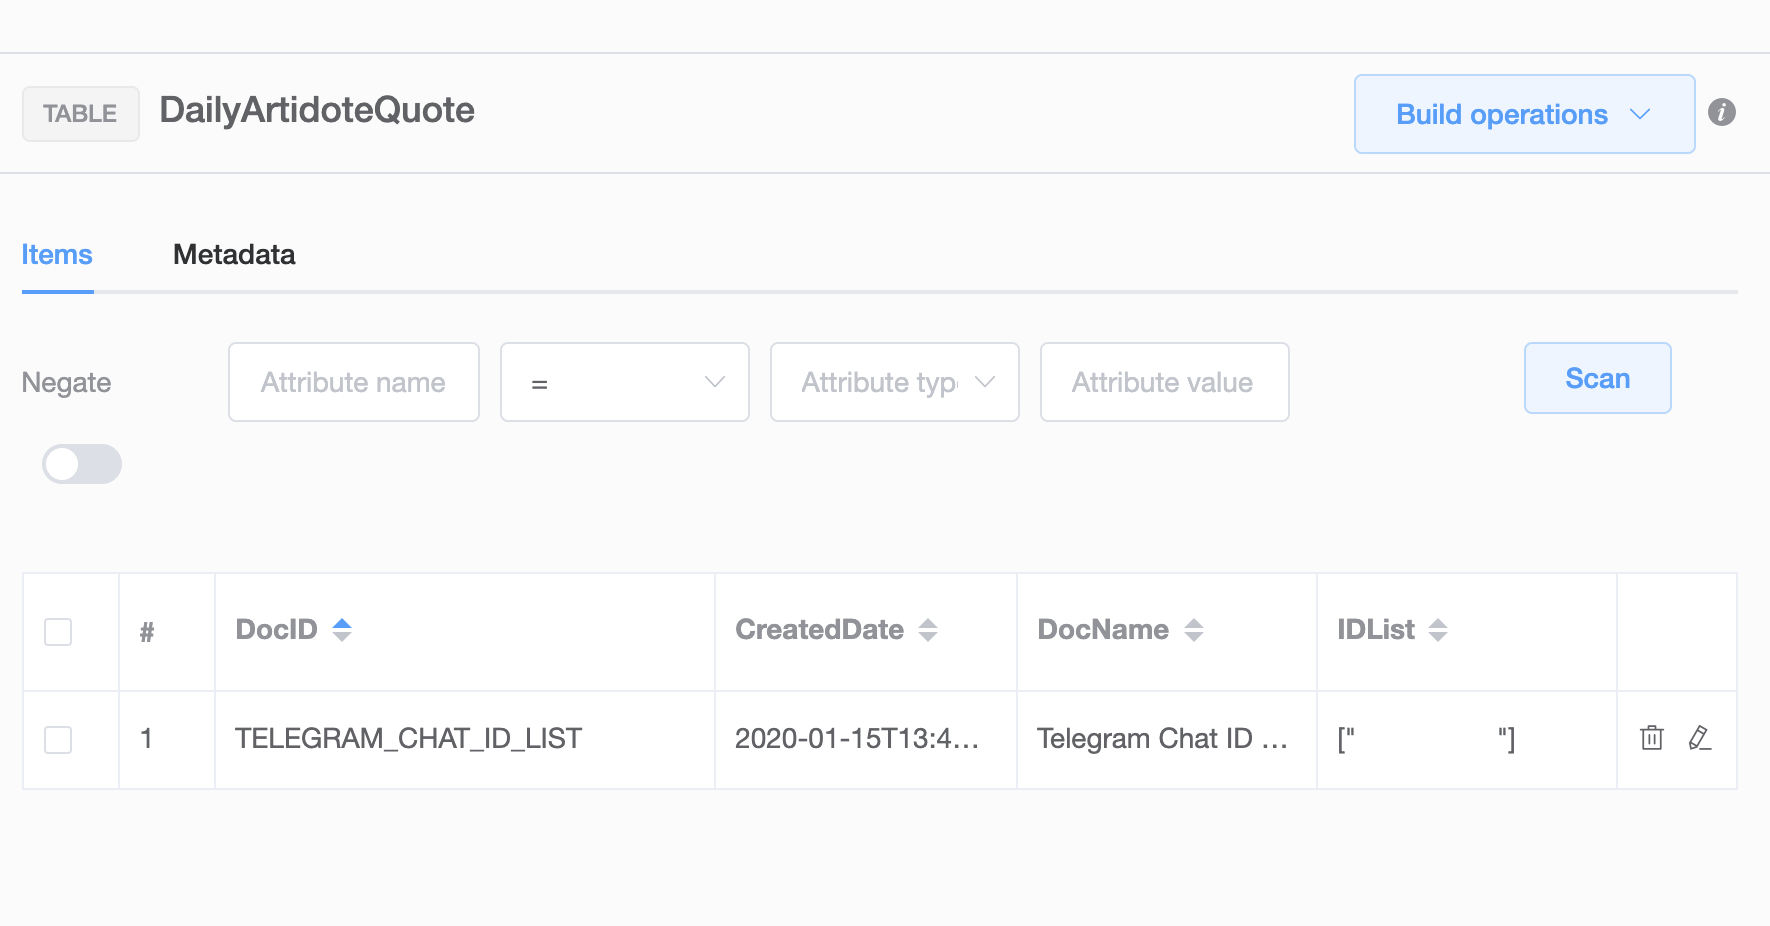 TABLE DailyArtidoteQuote Build operations
Items Metadata
Negate Attribute name = Attribute typ Attribute value Scan
# DocID CreatedDate DocName IDList
1 TELEGRAM_CHAT_ID_LIST 2020-01-15T13:4... Telegram Chat ID ... [" "]